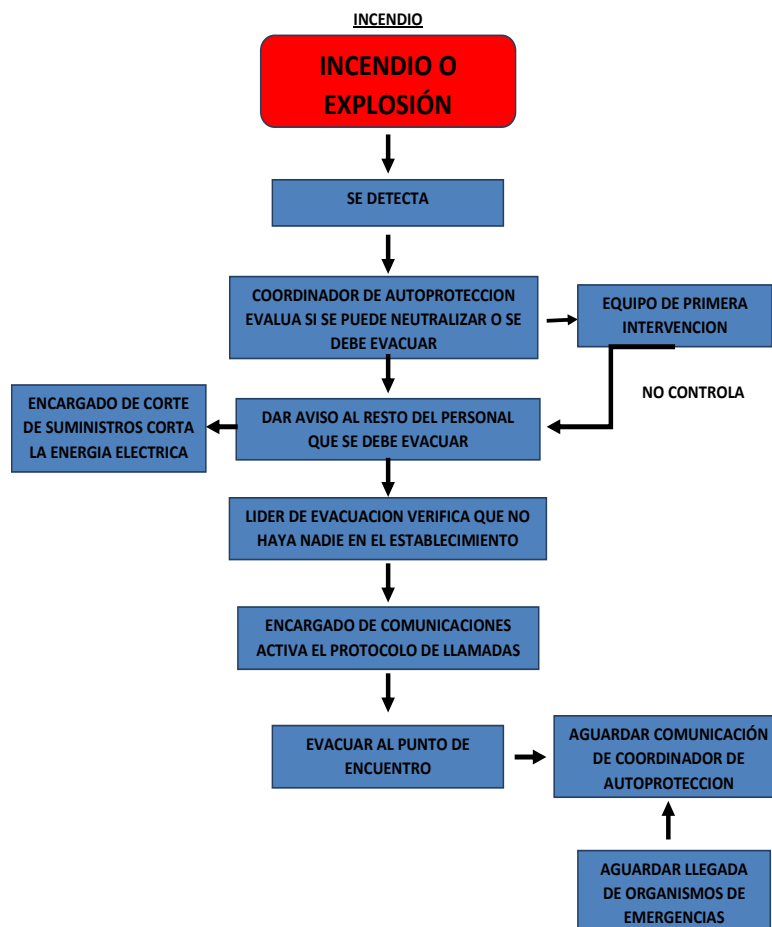 INCENDIO
INCENDIO O
EXPLOSIÓN
SE DETECTA
COORDINADOR DE AUTOPROTECCION
EVALUA SI SE PUEDE NEUTRALIZAR O SE
DEBE EVACUAR
EQUIPO DE PRIMERA
INTERVENCION
NO CONTROLA
ENCARGADO DE CORTE
DE SUMINISTROS CORTA
LA ENERGIA ELECTRICA
DAR AVISO AL RESTO DEL PERSONAL
QUE SE DEBE EVACUAR
LIDER DE EVACUACION VERIFICA QUE NO
HAYA NADIE EN EL ESTABLECIMIENTO
ENCARGADO DE COMUNICACIONES
ACTIVA EL PROTOCOLO DE LLAMADAS
EVACUAR AL PUNTO DE
ENCUENTRO
AGUARDAR COMUNICACIÓN
DE COORDINADOR DE
AUTOPROTECCION
AGUARDAR LLEGADA
DE ORGANISMOS DE
EMERGENCIAS